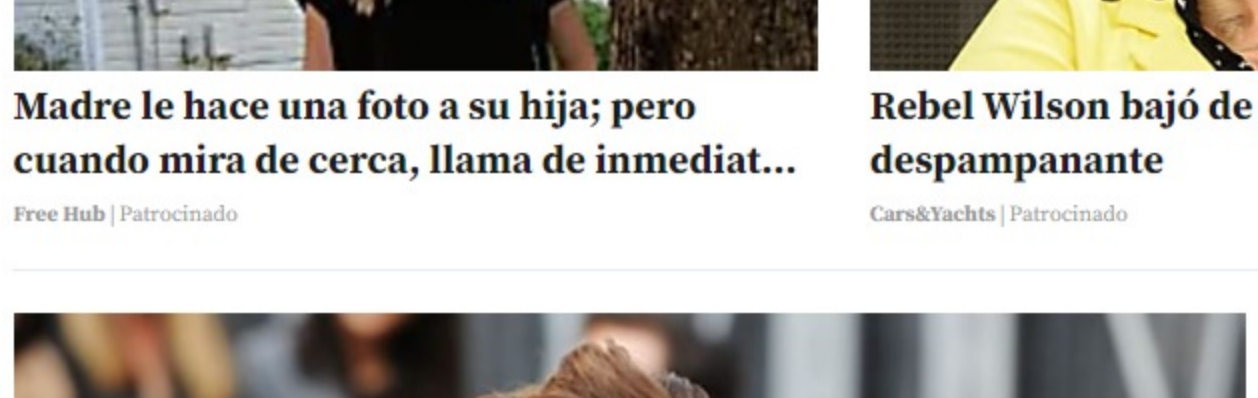 Madre le hace una foto a su hija; pero
cuando mira de cerca, llama de inmediat...
Free Hub | Patrocinado
Rebel Wilson bajó de
despampanante
Cars&Yachts | Patrocinado